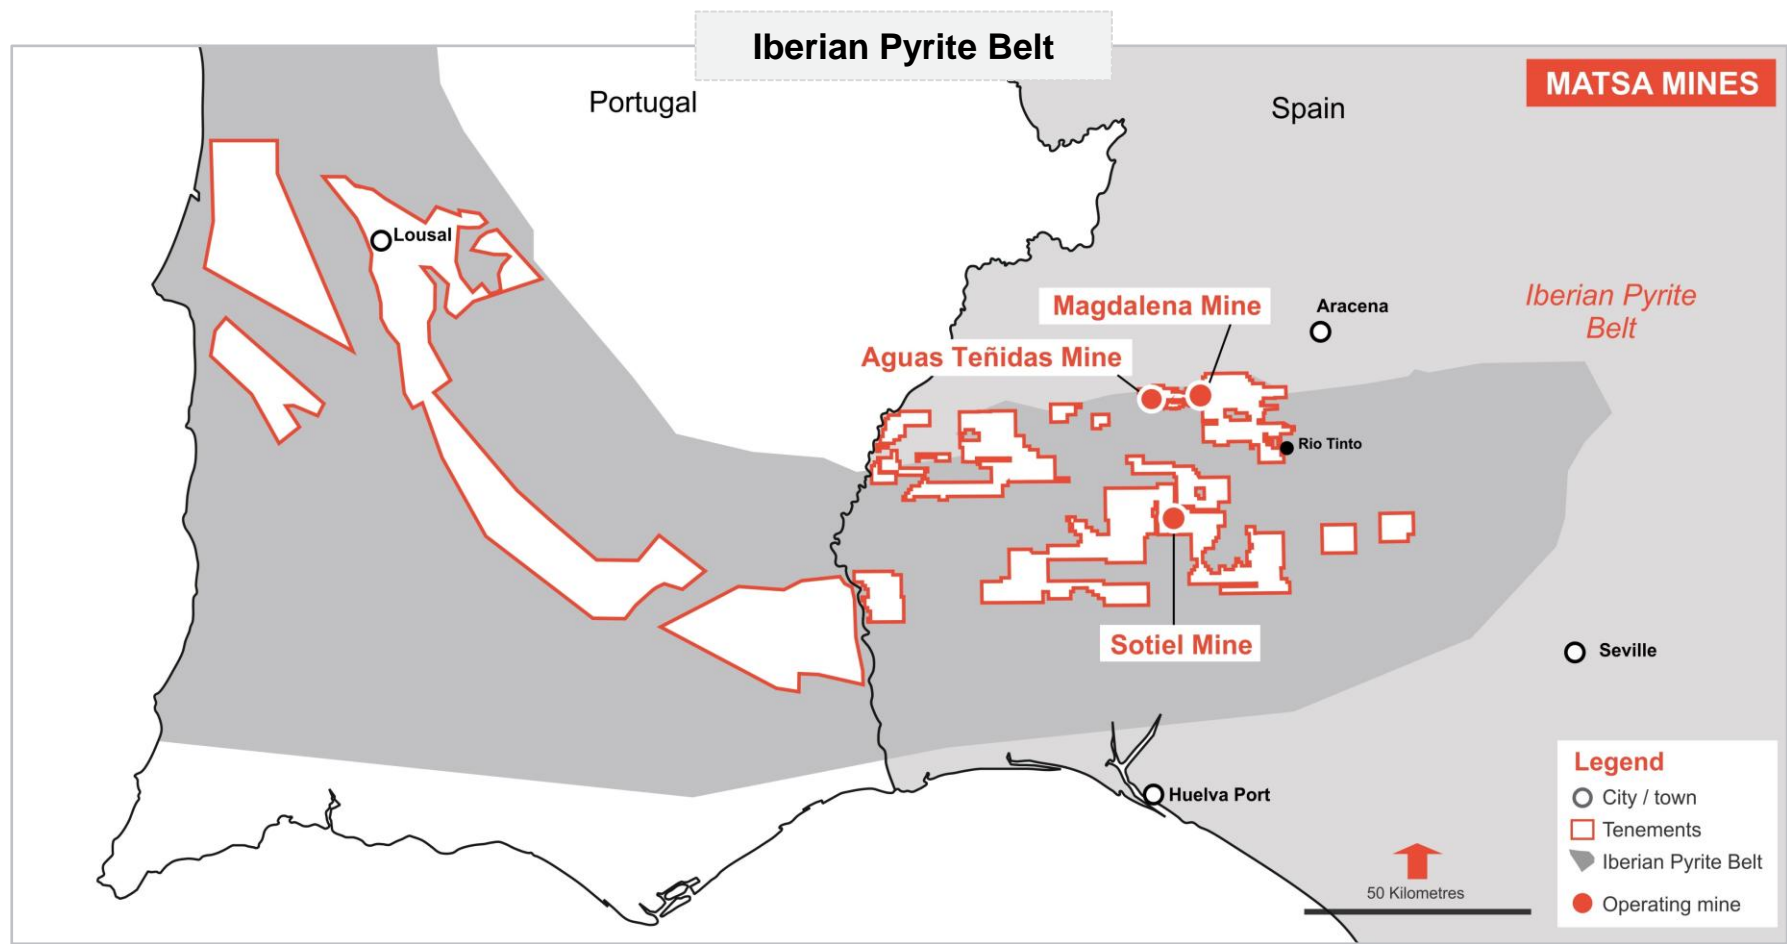 Iberian Pyrite Belt
MATSA MINES
Portugal
Spain
Lousal
Magdalena Mine
Aracena
Iberian Pyrite
Belt
Aguas Teñidas Mine
Rio Tinto
Sotiel Mine
Seville
Huelva Port
Legend
City / town
Tenements
Iberian Pyrite Belt
Operating mine
50 Kilometres